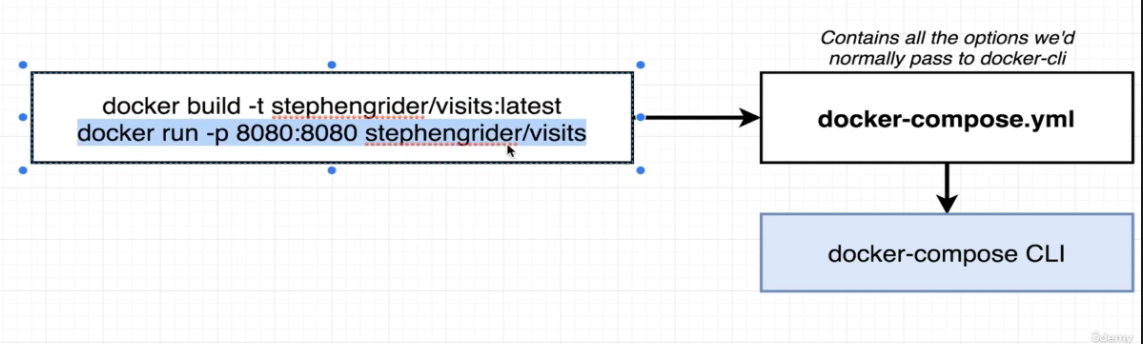 Contains all the options we'd
normally pass to docker-cli
docker build -t stephengrider/visits:latest
docker run -p 8080:8080 stephengrider/visits
docker-compose.yml
docker-compose CLI
ûdemy